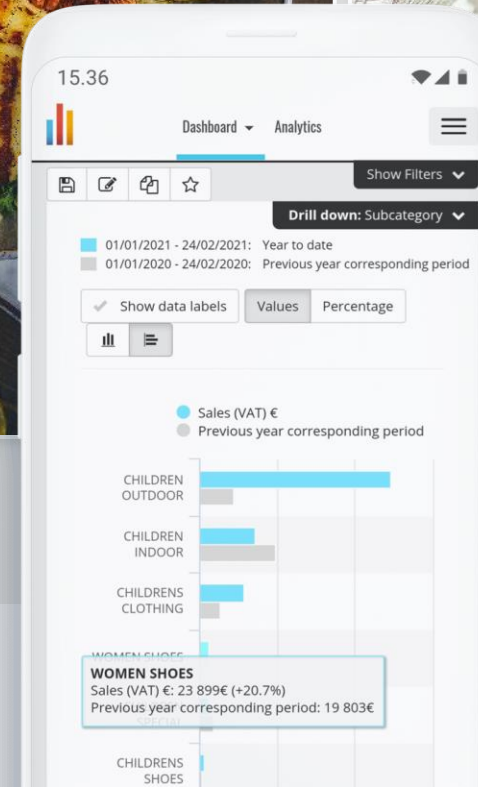 15.36
Dashboard Analytics
Show Filters
Drill down: Subcategory
01/01/2021 - 24/02/2021: Year to date
01/01/2020 - 24/02/2020: Previous year corresponding period
Show data labels Values Percentage
Sales (VAT) €
Previous year corresponding period
CHILDREN
OUTDOOR
CHILDREN
INDOOR
CHILDRENS
CLOTHING
WOMEN SHOES
WOMEN SHOES
Sales (VAT) €: 23 899€ (+20.7%)
Previous year corresponding period: 19 803€
SPECIAL
CHILDRENS
SHOES